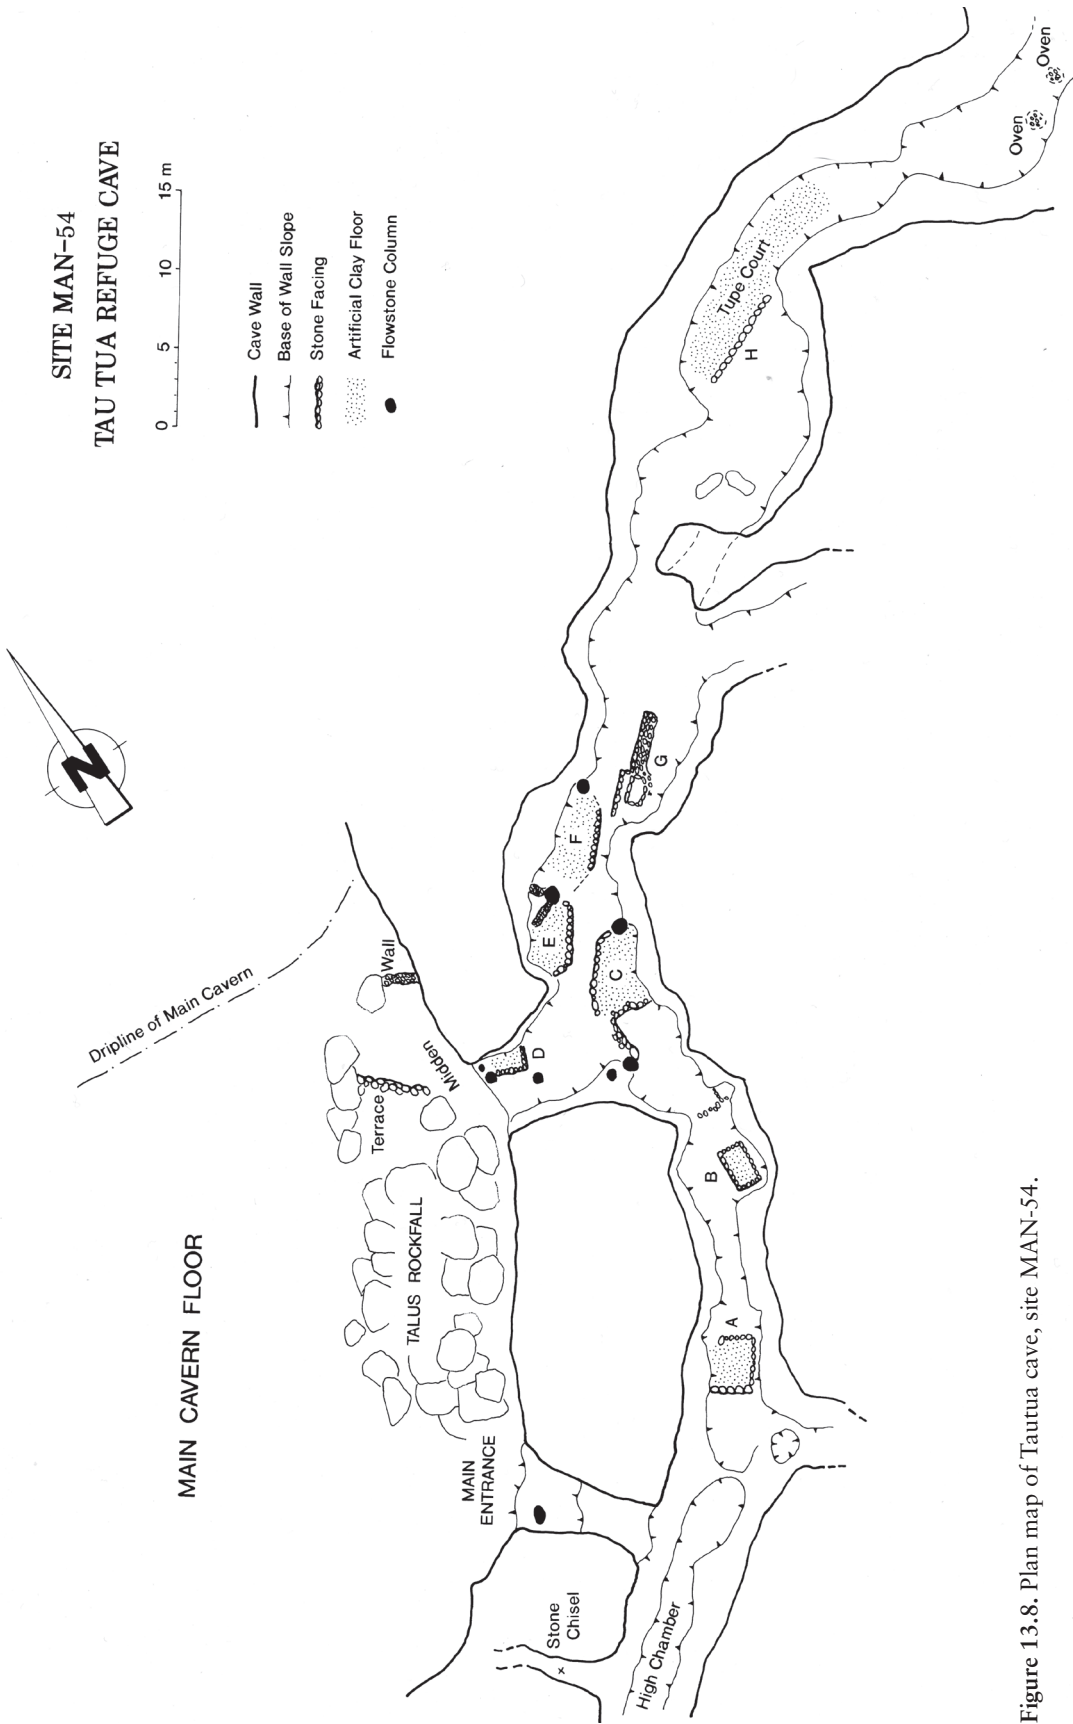 SITE MAN-54
TAU TUA REFUGE CAVE
0 5 10 15 m
Cave Wall
Base of Wall Slope
Stone Facing
Artificial Clay Floor
Flowstone Column
N
MAIN CAVERN FLOOR
Dripline of Main Cavern
Wall
Terrace
Midden
TALUS ROCKFALL
MAIN
ENTRANCE
Stone
Chisel
x
High Chamber
A
B
C
D
E
F
G
H
Tupe Court
Oven
Oven
Figure 13.8. Plan map of Tautua cave, site MAN-54.